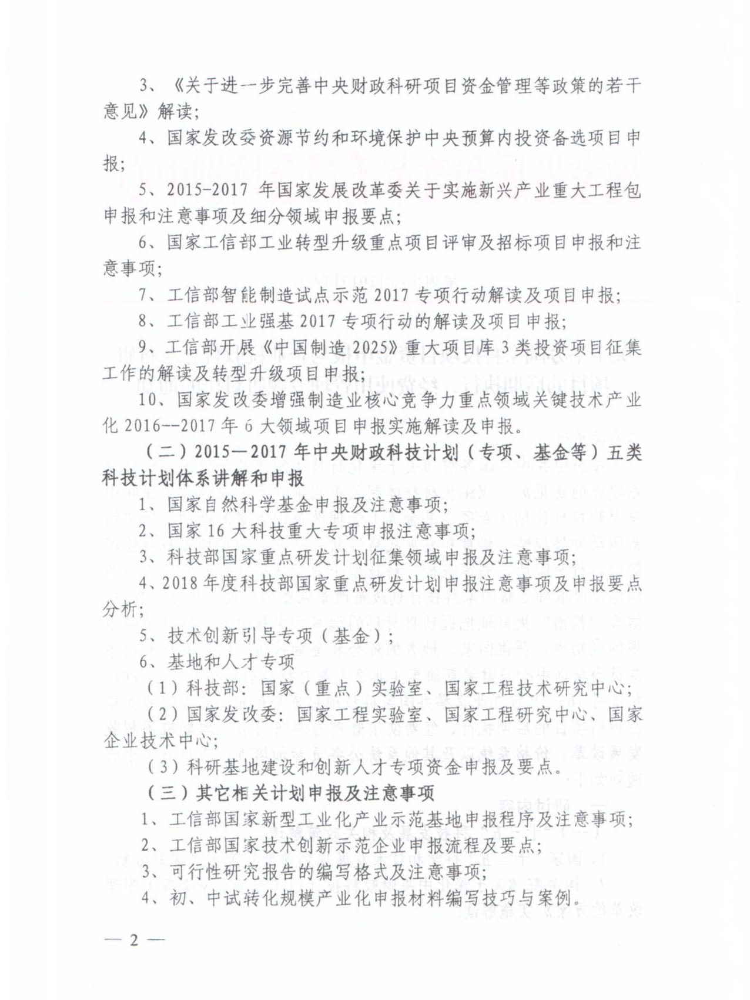 3、《关于进一步完善中央财政科研项目资金管理等政策的若干
意见》解读;
4、国家发改委资源节约和环境保护中央预算内投资备选项目申
报;
5、2015-2017 年国家发展改革委关于实施新兴产业重大工程包
申报和注意事项及细分领域申报要点;
6、国家工信部工业转型升级重点项目评审及招标项目申报和注
意事项;
7、工信部智能制造试点示范 2017 专项行动解读及项目申报;
8、工信部工业强基 2017 专项行动的解读及项目申报;
9、工信部开展《中国制造 2025》重大项目库 3 类投资项目征集
工作的解读及转型升级项目申报;
10、国家发改委增强制造业核心竞争力重点领域关键技术产业
化 2016--2017 年 6 大领域项目申报实施解读及申报。
（二）2015—2017 年中央财政科技计划（专项、基金等）五类
科技计划体系讲解和申报
1、国家自然科学基金申报及注意事项;
2、国家 16 大科技重大专项申报注意事项;
3、科技部国家重点研发计划征集领域申报及注意事项;
4、2018 年度科技部国家重点研发计划申报注意事项及申报要点
分析;
5、技术创新引导专项（基金）;
6、基地和人才专项
（1）科技部：国家（重点）实验室、国家工程技术研究中心;
（2）国家发改委：国家工程实验室、国家工程研究中心、国家
企业技术中心;
（3）科研基地建设和创新人才专项资金申报及要点。
（三）其它相关计划申报及注意事项
1、工信部国家新型工业化产业示范基地申报程序及注意事项;
2、工信部国家技术创新示范企业申报流程及要点;
3、可行性研究报告的编写格式及注意事项;
4、初、中试转化规模产业化申报材料编写技巧与案例。
— 2 —